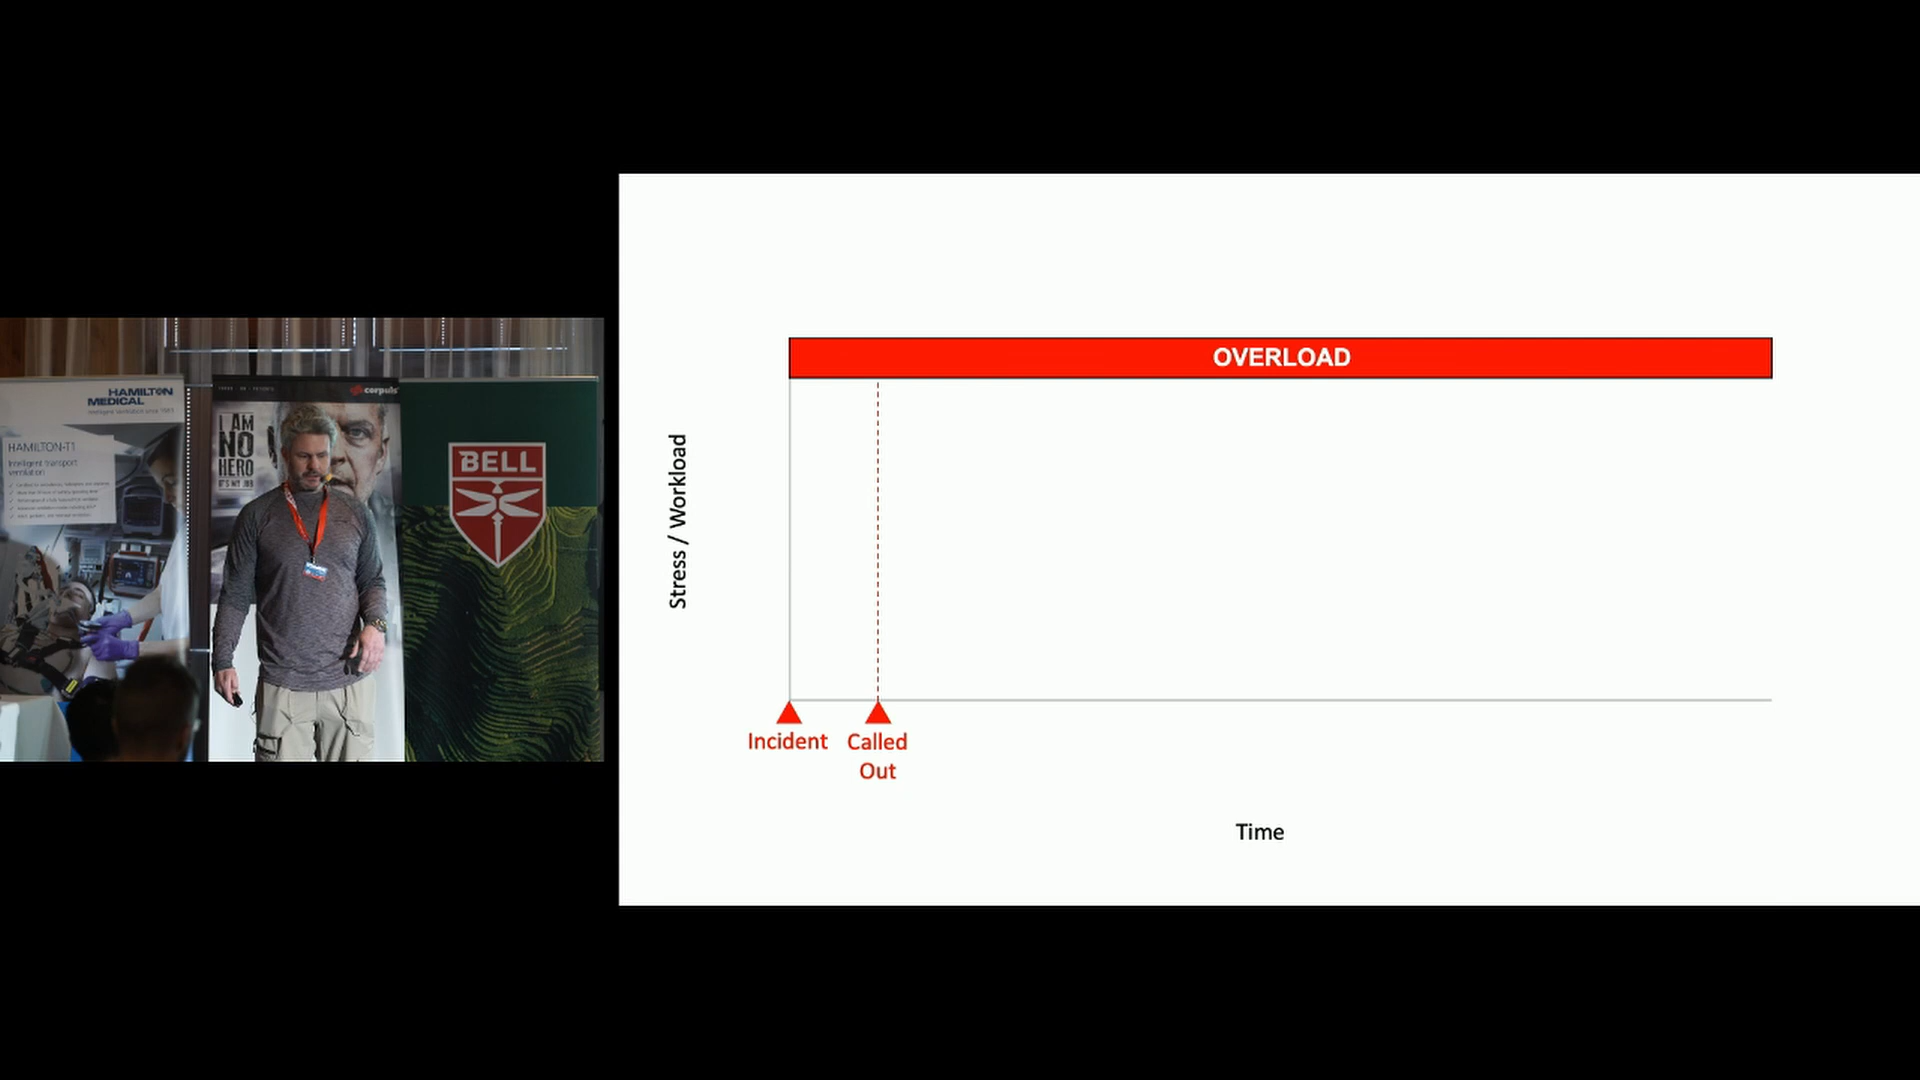 HAMILTON
MEDICAL
Intelligent Ventilation since 1983
HAMILTON-T1
Intelligent transport
ventilation
corpuls
I AM
NO
HERO
IT'S MY JOB
BELL
OVERLOAD
Stress / Workload
Incident
Called
Out
Time